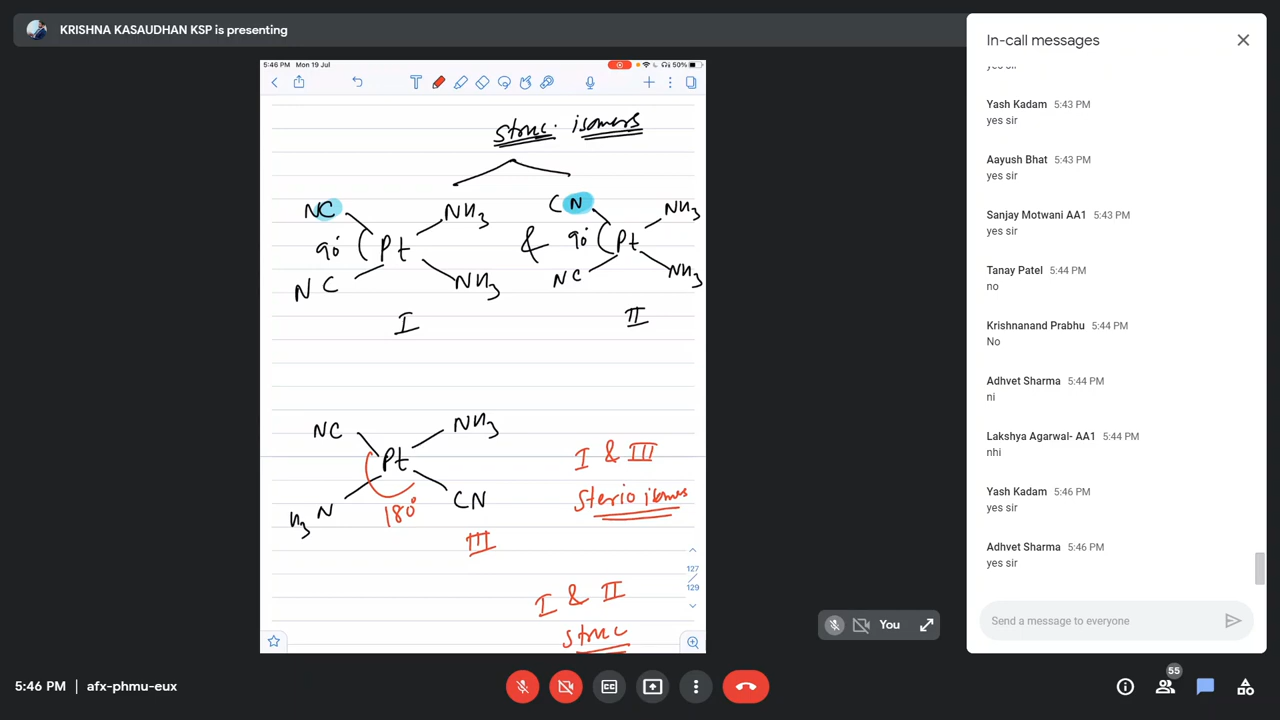 KRISHNA KASAUDHAN KSP is presenting
5:46 PM Mon 19 Jul
50%
T
struc. isomers
NC
NH3
90°
Pt
NC
NH3
I
&
CN
NH3
90°
Pt
NC
NH3
II
NC
NH3
Pt
H3N
CN
180°
III
I & III
Sterio isomers
I & II
struc
127
129
In-call messages
Yash Kadam 5:43 PM
yes sir
Aayush Bhat 5:43 PM
yes sir
Sanjay Motwani AA1 5:43 PM
yes sir
Tanay Patel 5:44 PM
no
Krishnanand Prabhu 5:44 PM
No
Adhvet Sharma 5:44 PM
ni
Lakshya Agarwal- AA1 5:44 PM
nhi
Yash Kadam 5:46 PM
yes sir
Adhvet Sharma 5:46 PM
yes sir
Send a message to everyone
You
5:46 PM | afx-phmu-eux
55